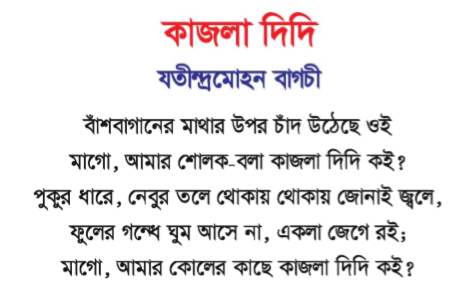 কাজলা দিদি
যতীন্দ্রমোহন বাগচী
বাঁশবাগানের মাথার উপর চাঁদ উঠেছে ওই
মাগো, আমার শোলক-বলা কাজলা দিদি কই?
পুকুর ধারে, নেবুর তলে থোকায় থোকায় জোনাই জ্বলে,
ফুলের গন্ধে ঘুম আসে না, একলা জেগে রই;
মাগো, আমার কোলের কাছে কাজলা দিদি কই?